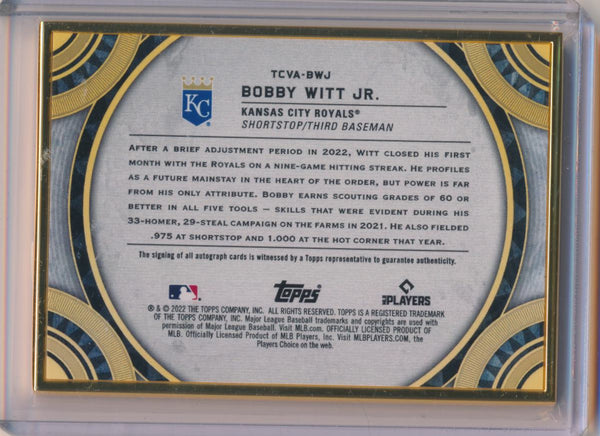 TCVA-BWJ
BOBBY WITT JR.
KC
KANSAS CITY ROYALS®
SHORTSTOP/THIRD BASEMAN
AFTER A BRIEF ADJUSTMENT PERIOD IN 2022, WITT CLOSED HIS FIRST
MONTH WITH THE ROYALS ON A NINE-GAME HITTING STREAK. HE PROFILES
AS A FUTURE MAINSTAY IN THE HEART OF THE ORDER, BUT POWER IS FAR
FROM HIS ONLY ATTRIBUTE. BOBBY EARNS SCOUTING GRADES OF 60 OR
BETTER IN ALL FIVE TOOLS – SKILLS THAT WERE EVIDENT DURING HIS
33-HOMER, 29-STEAL CAMPAIGN ON THE FARMS IN 2021. HE ALSO FIELDED
.975 AT SHORTSTOP AND 1.000 AT THE HOT CORNER THAT YEAR.
The signing of all autograph cards is witnessed by a Topps representative to guarantee authenticity.
Topps
MLB PLAYERS
® & © 2022 THE TOPPS COMPANY, INC. ALL RIGHTS RESERVED. TOPPS IS A REGISTERED TRADEMARK
OF THE TOPPS COMPANY, INC. Major League Baseball trademarks and copyrights are used with
permission of Major League Baseball. Visit MLB.com. OFFICIALLY LICENSED PRODUCT OF
MLB. Officially Licensed Product of MLB Players, Inc. Visit MLBPLAYERS.COM, the
Players Choice on the web.